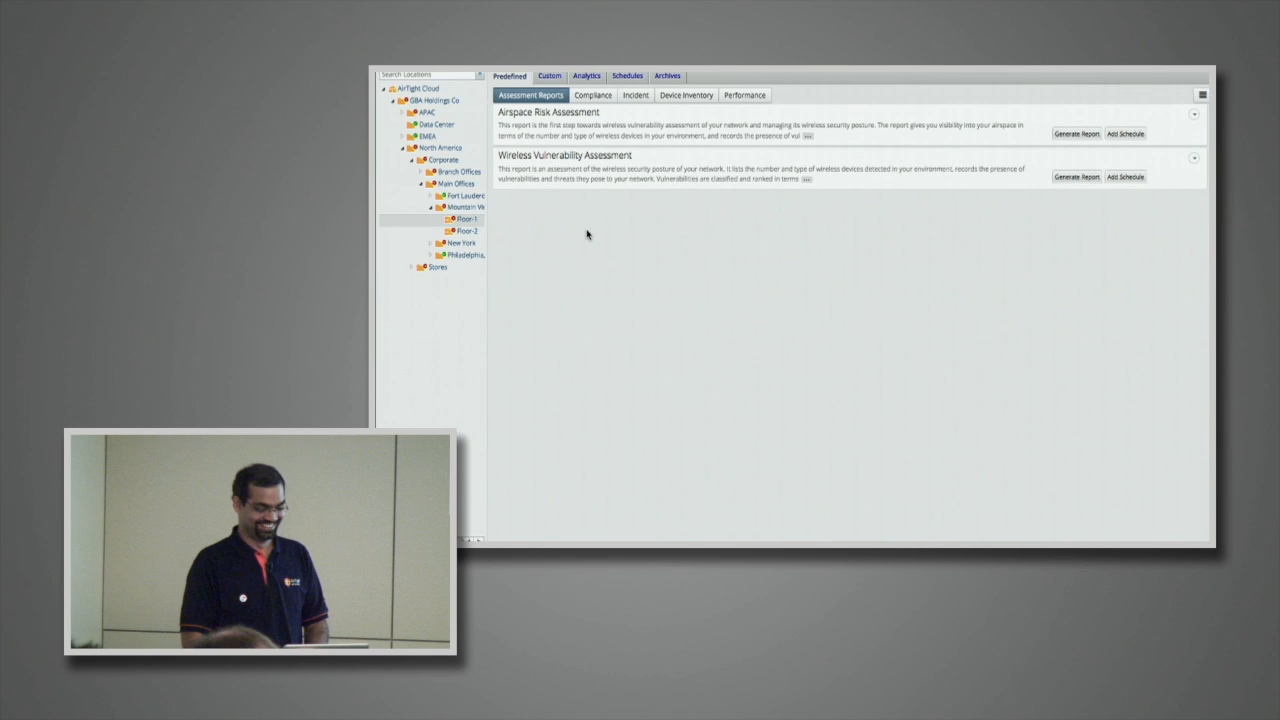 Search Locations
AirTight Cloud
GBA Holdings Co
APAC
Data Center
EMEA
North America
Corporate
Branch Offices
Main Offices
Fort Lauderd
Mountain Vie
Floor-1
Floor-2
New York
Philadelphia,
Stores
Predefined Custom Analytics Schedules Archives
Assessment Reports Compliance Incident Device Inventory Performance
Airspace Risk Assessment
This report is the first step towards wireless vulnerability assessment of your network and managing its wireless security posture. The report gives you visibility into your airspace in
terms of the number and type of wireless devices in your environment, and records the presence of vul ...
Generate Report Add Schedule
Wireless Vulnerability Assessment
This report is an assessment of the wireless security posture of your network. It lists the number and type of wireless devices detected in your environment, records the presence of
vulnerabilities and threats they pose to your network. Vulnerabilities are classified and ranked in terms ...
Generate Report Add Schedule